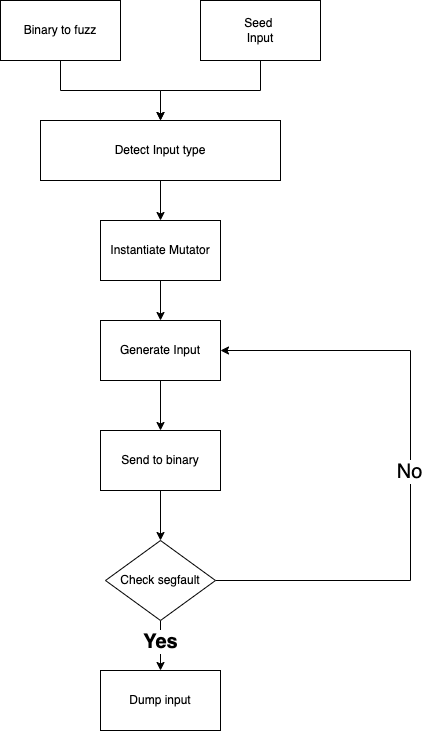 Binary to fuzz
Seed
Input
Detect Input type
Instantiate Mutator
Generate Input
Send to binary
No
Check segfault
Yes
Dump input